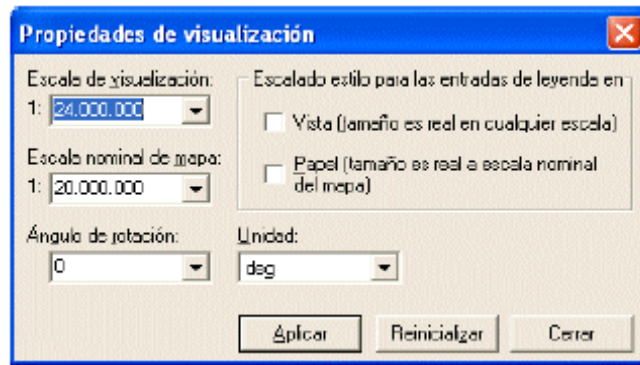 Propiedades de visualización
Escala de visualización:
1: 24.000.000
Escala nominal de mapa:
1: 20.000.000
Ángulo de rotación:
0
Escalado estilo para las entradas de leyenda en
Vista (tamaño es real en cualquier escala)
Papel (tamaño es real a escala nominal
del mapa)
Unidad:
deg
Aplicar
Reinicializar
Cerrar